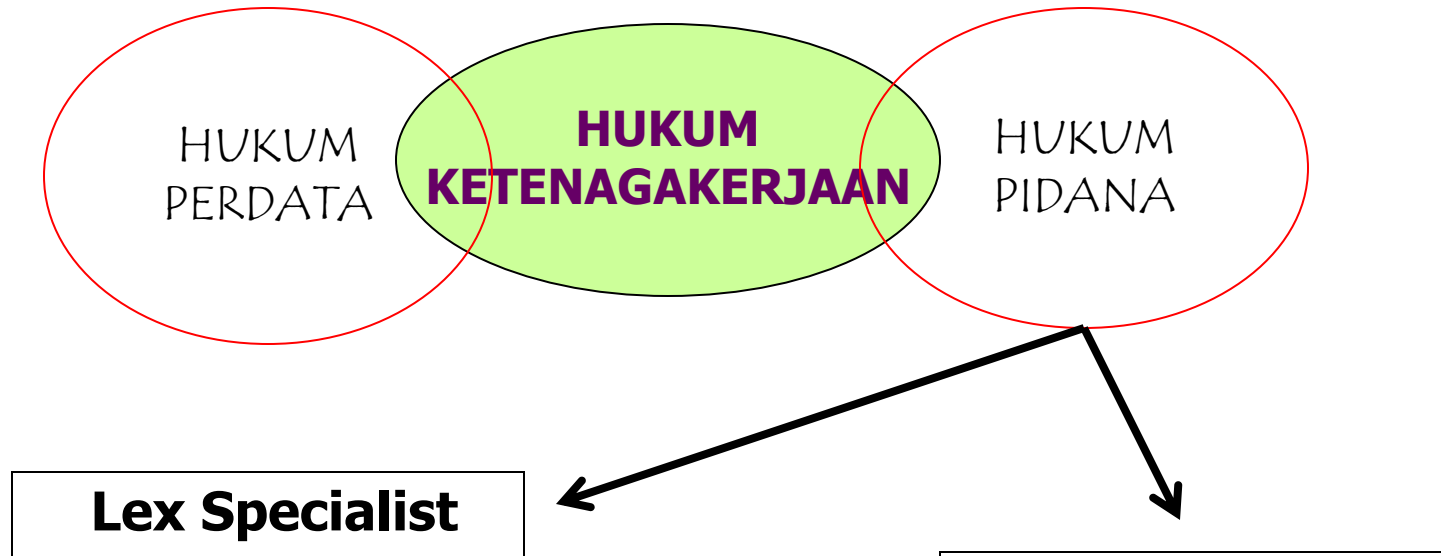 HUKUM
PERDATA
HUKUM
KETENAGAKERJAAN
HUKUM
PIDANA
Lex Specialist